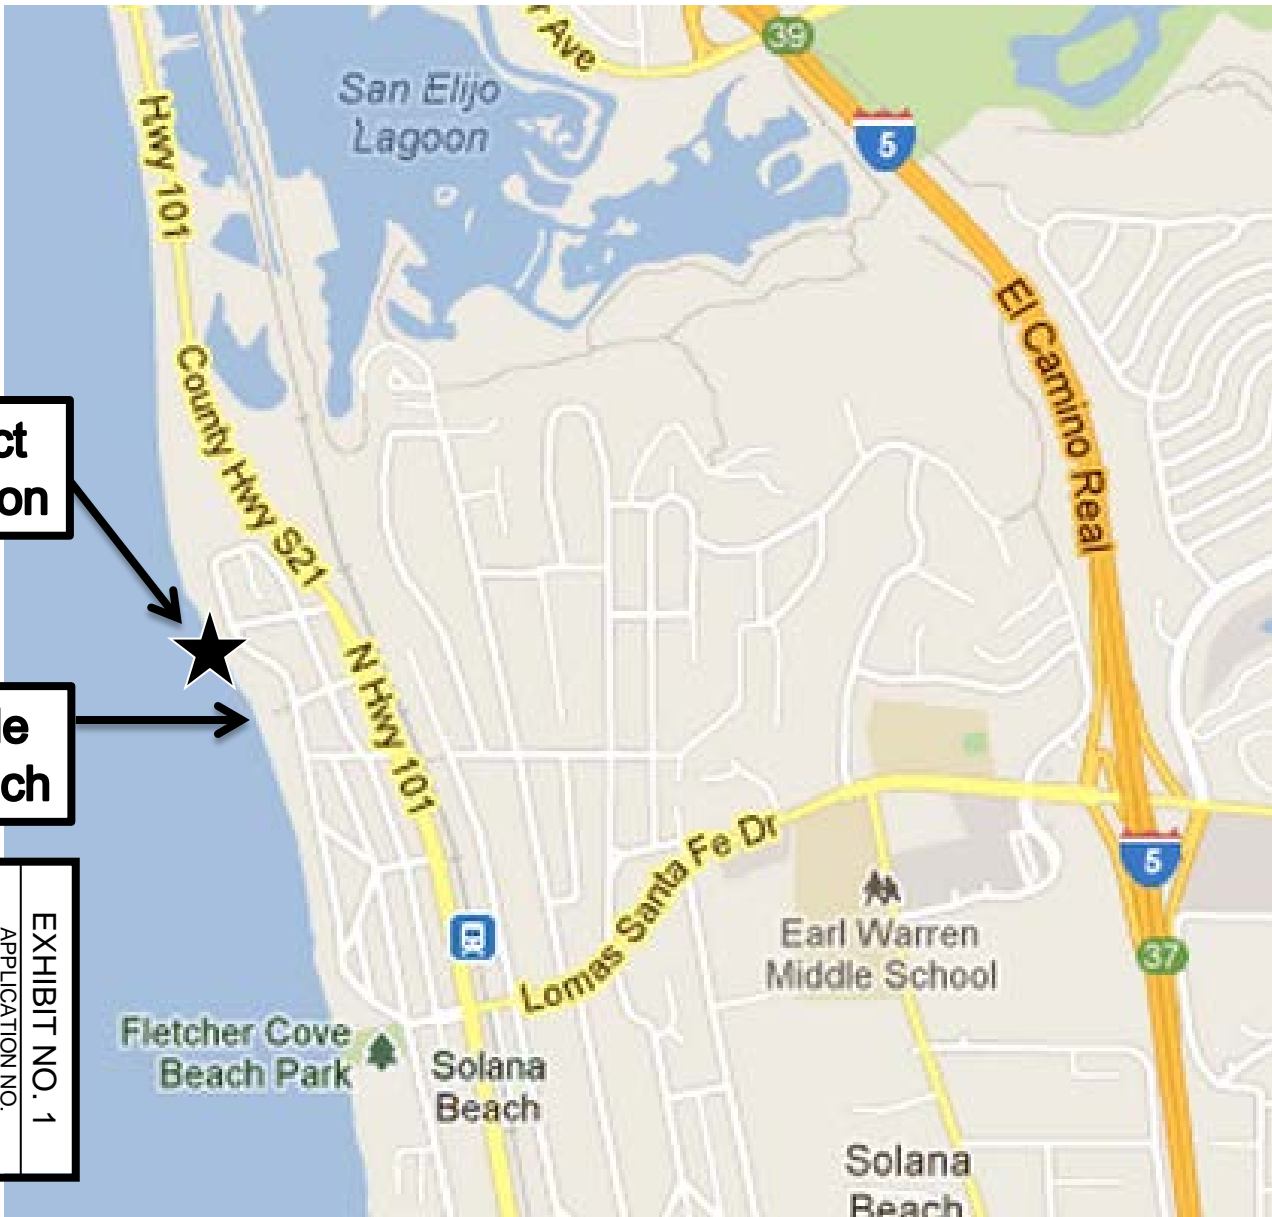 r Ave
39
San Elijo
Lagoon
5
Hwy 101
El Camino Real
County Hwy S21
ct
on
N Hwy 101
le
ch
Lomas Santa Fe Dr
5
EXHIBIT NO. 1
APPLICATION NO.
Earl Warren
Middle School
37
Fletcher Cove
Beach Park
Solana
Beach
Solana
Beach